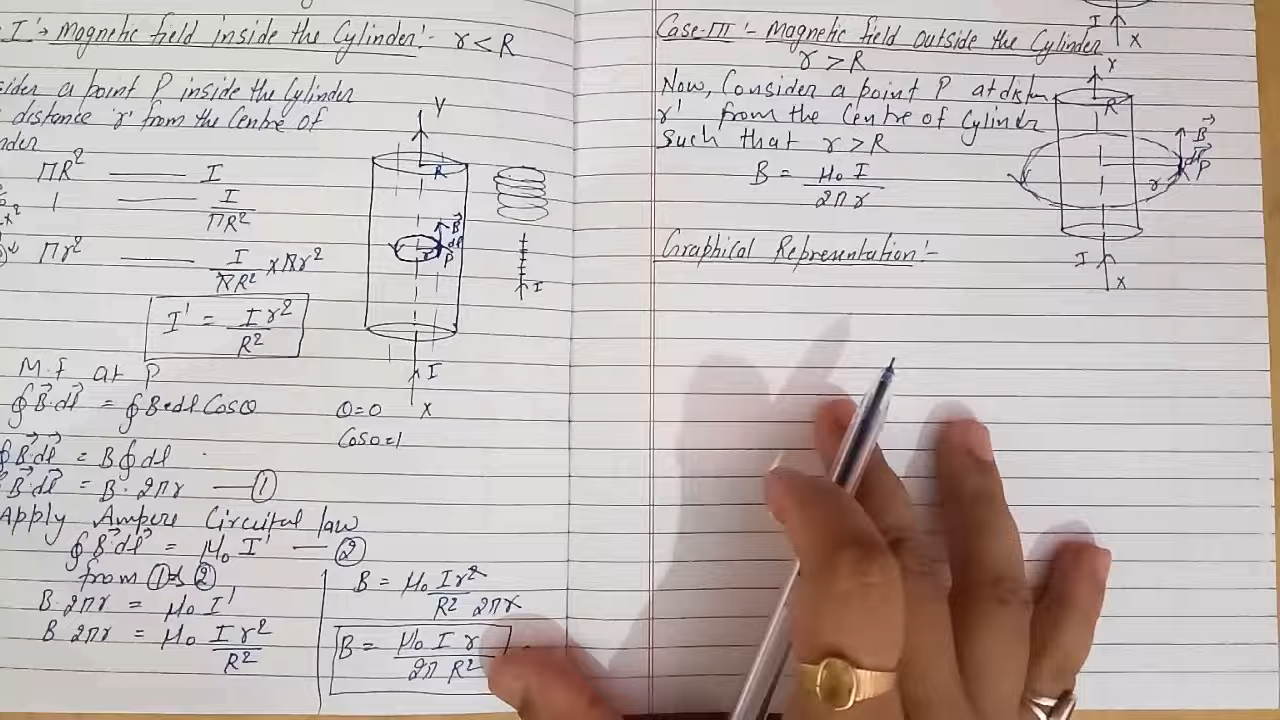 I :→ Magnetic field inside the Cylinder:- r < R
sider a point P inside the Cylinder
distance r' from the Centre of
nder
ΠR² —— I
1 —— I/ΠR²
Πr² —— I/ΠR² × Πr²
I' = Ir²/R²
M.F at P
∮B⃗.dl⃗ = ∮B•dl Cosθ θ=0
Coso=1
∮B⃗.dl⃗ = B∮dl
B⃗.dl⃗ = B. 2πr —①
Apply Ampere Circuital law
∮B⃗dl⃗ = μ₀ I' —②
from ① & ②
B. 2πr = μ₀ I'
B 2πr = μ₀ Ir²/R²
B = μ₀ Ir²/R² 2πr
B = μ₀ I r/2π R²
Y
R
B⃗
dl
r
P
I
X
I
I
X
Case-III :- Magnetic field outside the Cylinder
r > R
Now, Consider a point P at distan
r' from the Centre of Cylinder
Such that r > R
B = μ₀ I/2πr
Graphical Representation:-
Y
R
B⃗
dl⃗
P
r
I
X